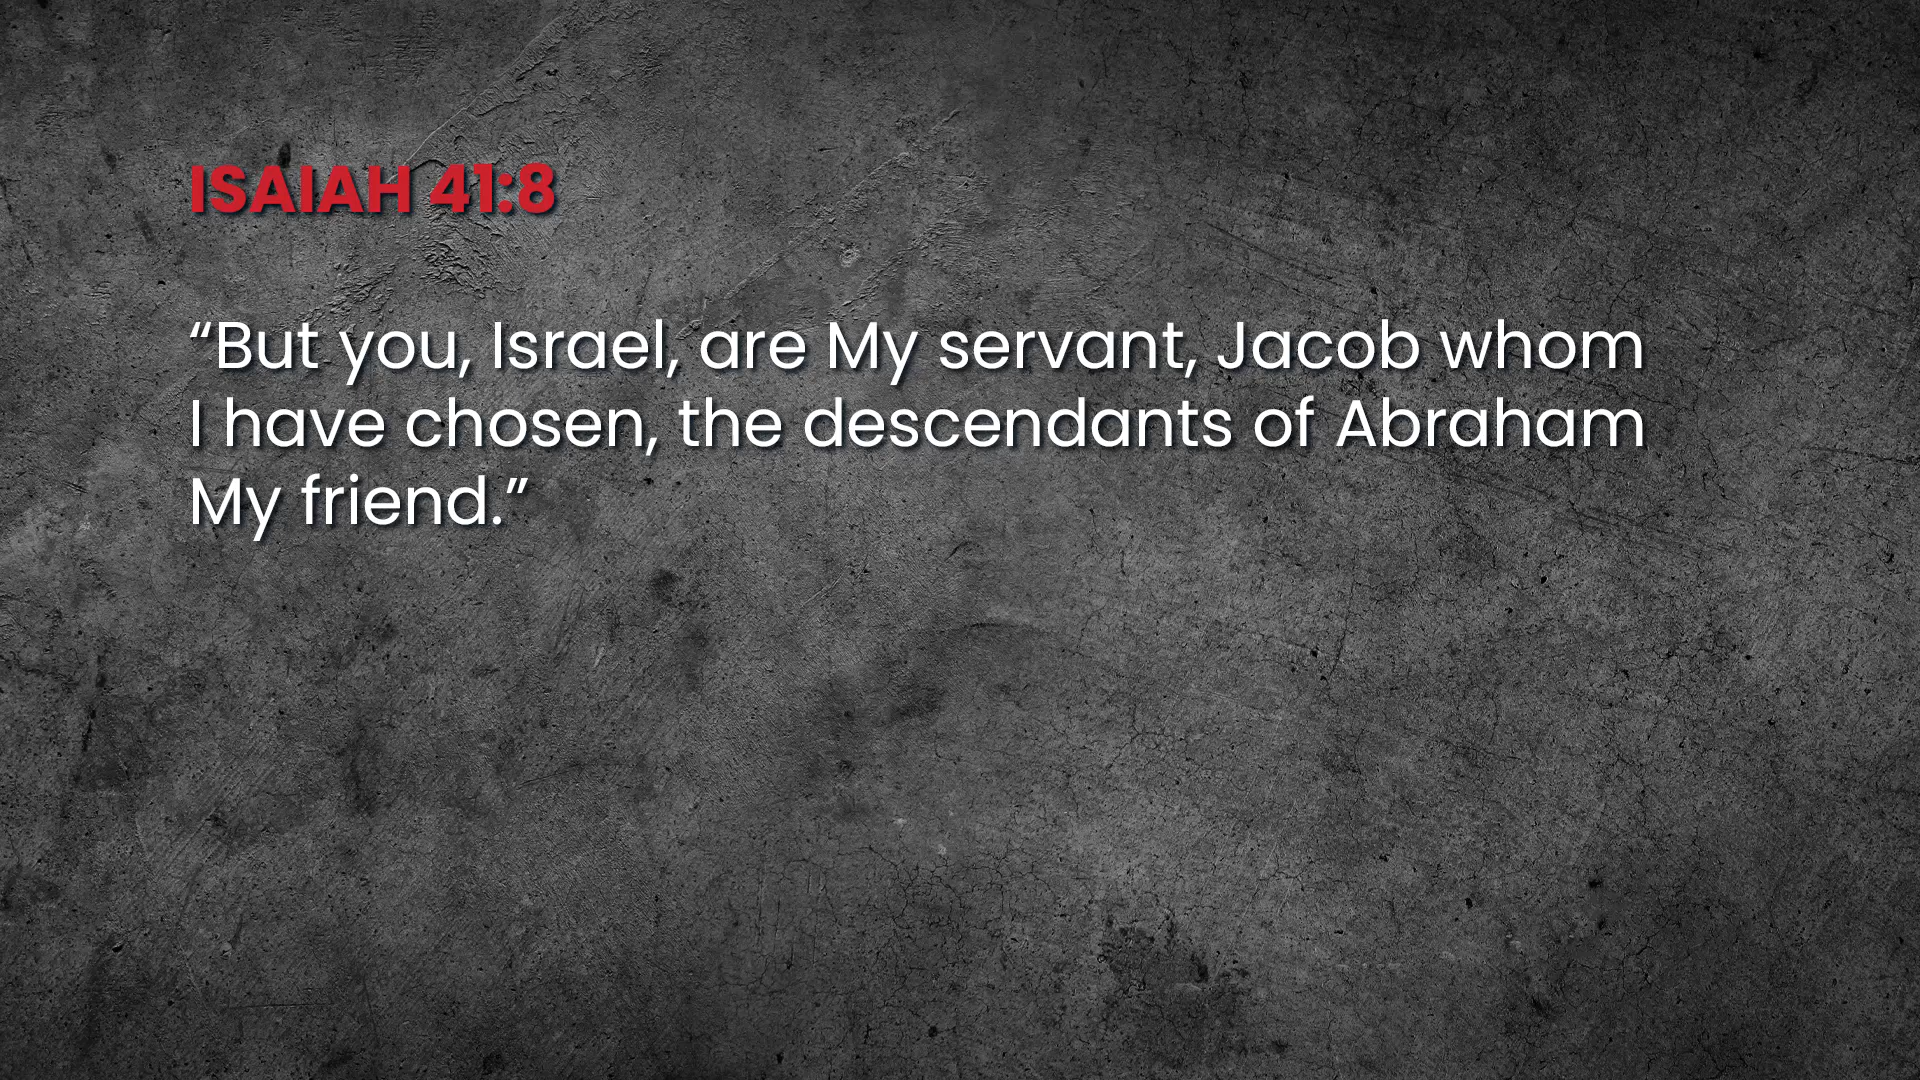 ISAIAH 41:8
“But you, Israel, are My servant, Jacob whom
I have chosen, the descendants of Abraham
My friend.”